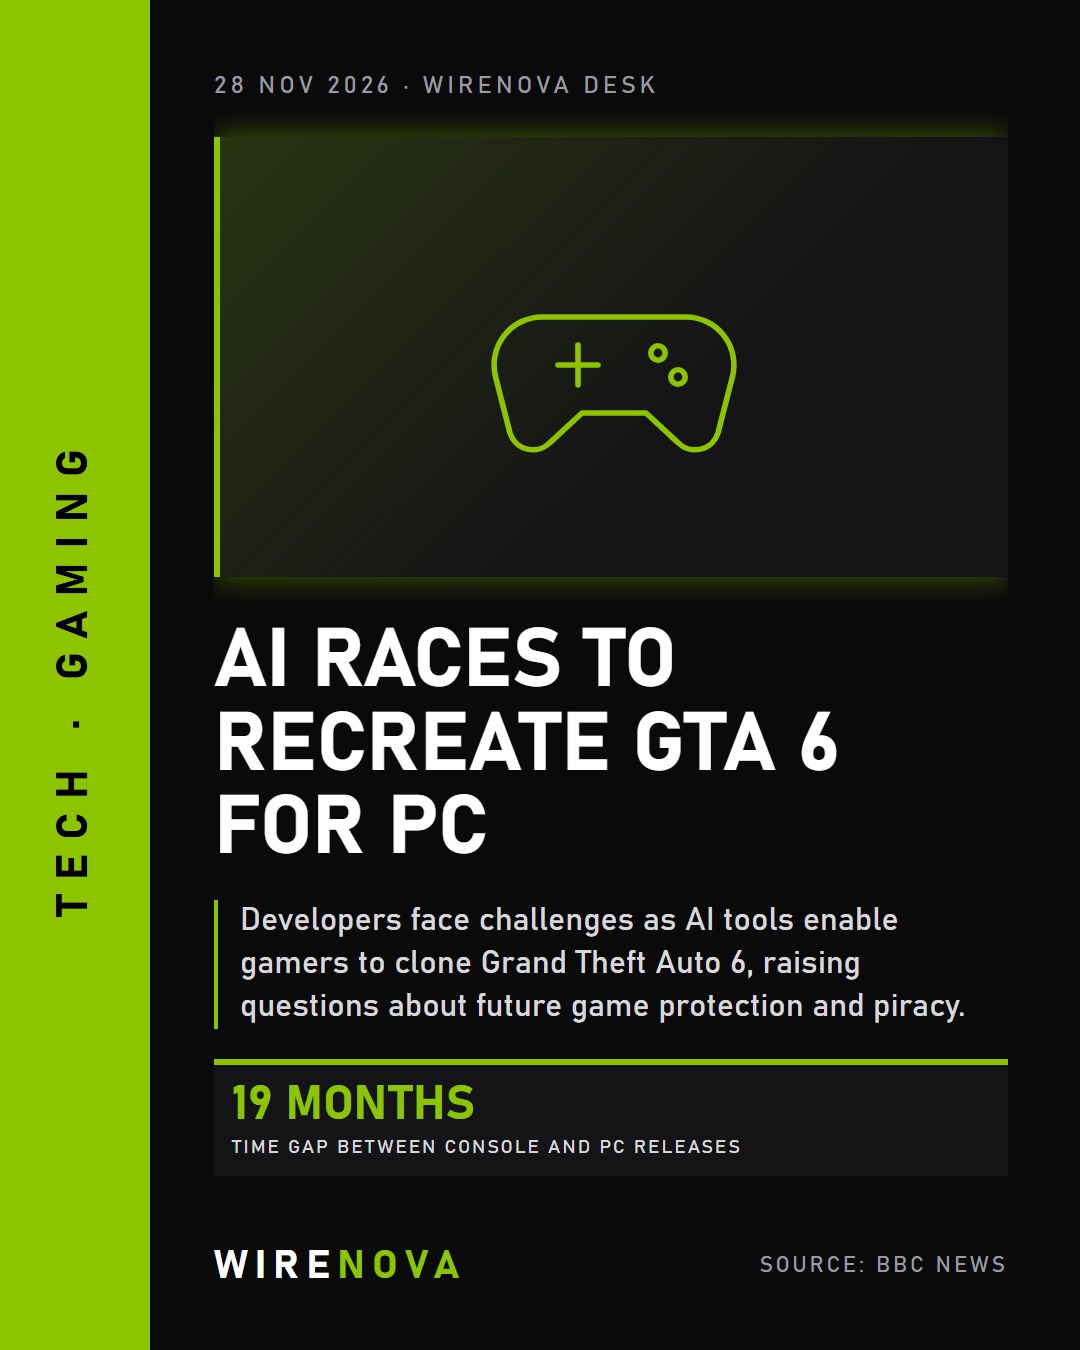 TECH · GAMING
28 NOV 2026 · WIRENOVA DESK
AI RACES TO
RECREATE GTA 6
FOR PC
Developers face challenges as AI tools enable
gamers to clone Grand Theft Auto 6, raising
questions about future game protection and piracy.
19 MONTHS
TIME GAP BETWEEN CONSOLE AND PC RELEASES
WIRENOVA
SOURCE: BBC NEWS